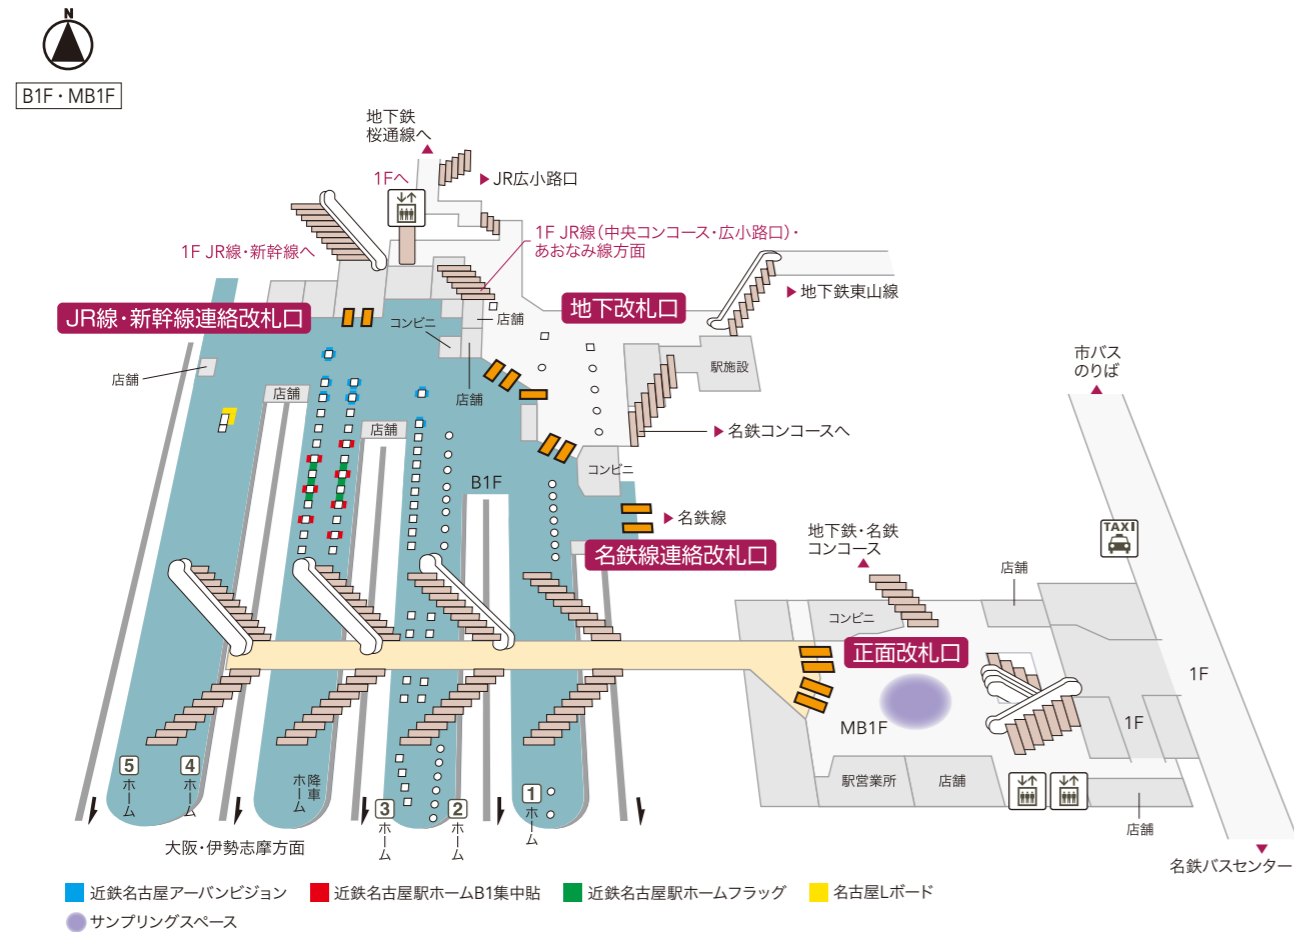 N
B1F・MB1F
地下鉄
桜通線へ
1Fへ
JR広小路口
1F JR線・新幹線へ
1F JR線（中央コンコース・広小路口）・
あおなみ線方面
地下鉄東山線
JR線・新幹線連絡改札口
地下改札口
コンビニ
店舗
駅施設
市バス
のりば
店舗
店舗
店舗
店舗
名鉄コンコースへ
コンビニ
B1F
名鉄線
地下鉄・名鉄
コンコース
TAXI
名鉄線連絡改札口
店舗
コンビニ
正面改札口
1F
MB1F
1F
5
ホーム
4
ホーム
降車
ホーム
3
ホーム
2
ホーム
1
ホーム
駅営業所
店舗
店舗
大阪・伊勢志摩方面
名鉄バスセンター
近鉄名古屋アーバンビジョン
近鉄名古屋駅ホームB1集中貼
近鉄名古屋駅ホームフラッグ
名古屋Lボード
サンプリングスペース